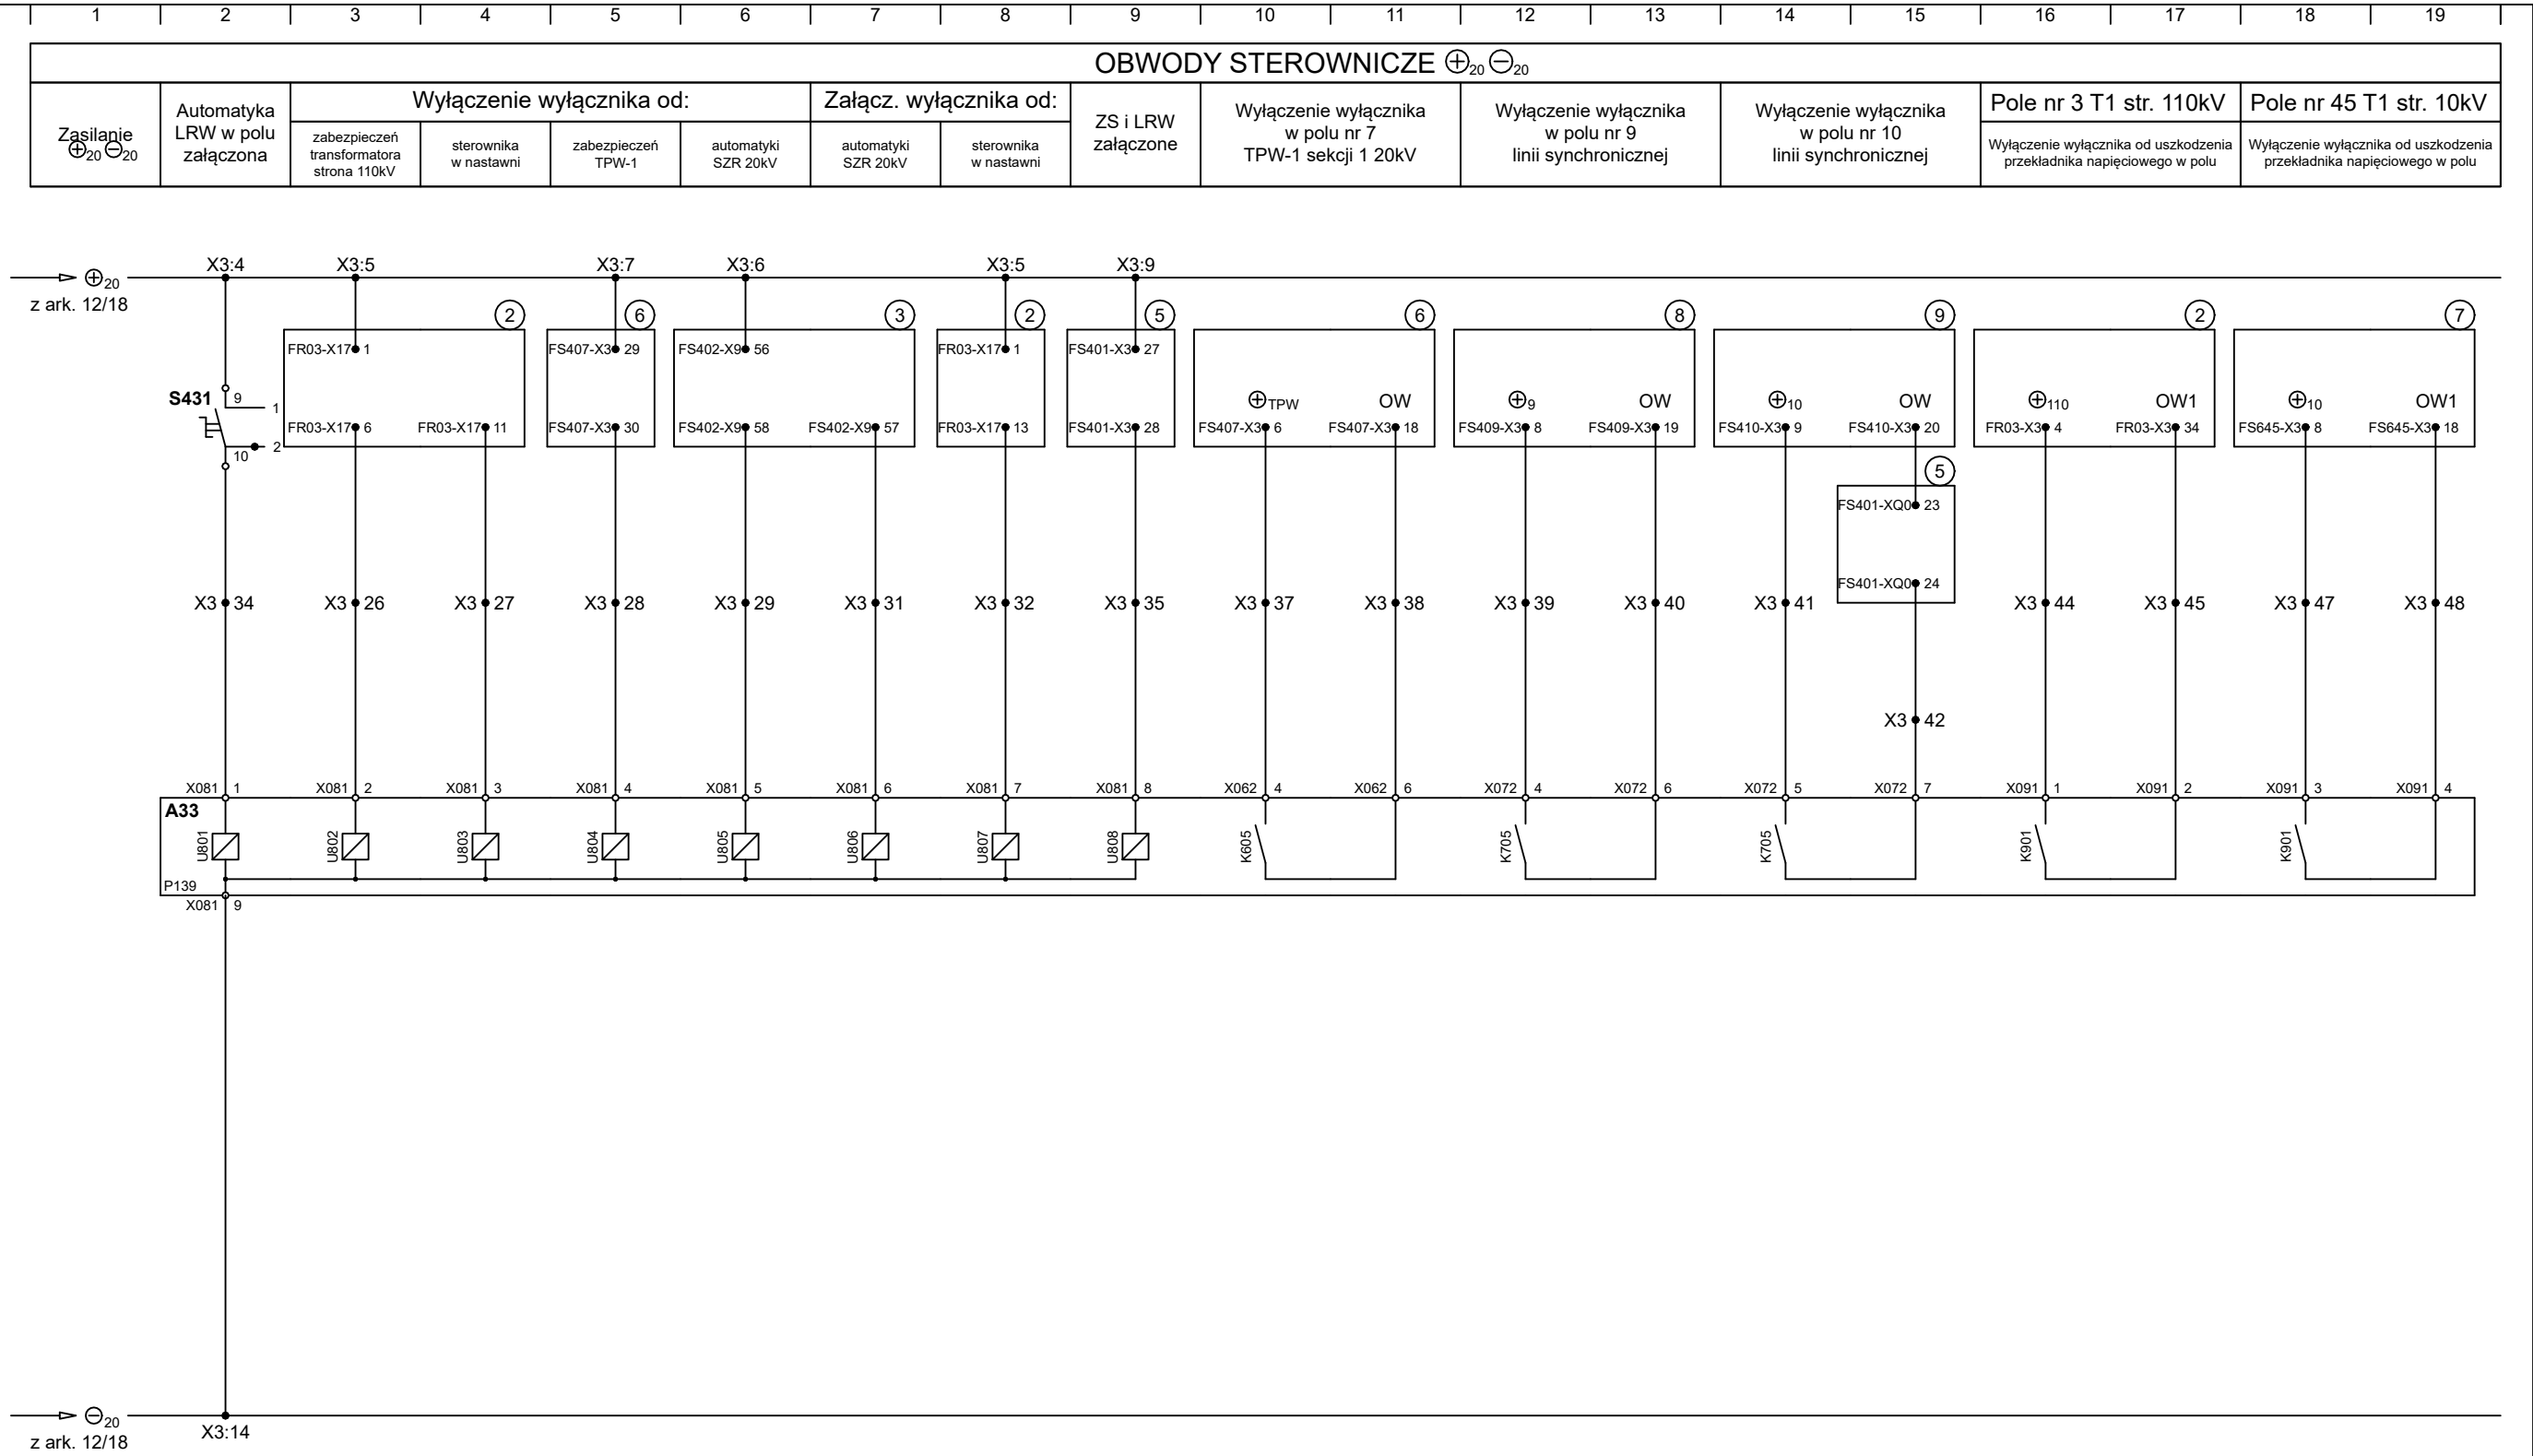 1 2 3 4 5 6 7 8 9 10 11 12 13 14 15 16 17 18 19
OBWODY STEROWNICZE ⊕20 ⊖20
Zasilanie
⊕20 ⊖20
Automatyka
LRW w polu
załączona
Wyłączenie wyłącznika od:
zabezpieczeń
transformatora
strona 110kV
sterownika
w nastawni
zabezpieczeń
TPW-1
automatyki
SZR 20kV
Załącz. wyłącznika od:
automatyki
SZR 20kV
sterownika
w nastawni
ZS i LRW
załączone
Wyłączenie wyłącznika
w polu nr 7
TPW-1 sekcji 1 20kV
Wyłączenie wyłącznika
w polu nr 9
linii synchronicznej
Wyłączenie wyłącznika
w polu nr 10
linii synchronicznej
Pole nr 3 T1 str. 110kV
Wyłączenie wyłącznika od uszkodzenia
przekładnika napięciowego w polu
Pole nr 45 T1 str. 10kV
Wyłączenie wyłącznika od uszkodzenia
przekładnika napięciowego w polu
X3:4 X3:5 X3:7 X3:6 X3:5 X3:9
⊕20
z ark. 12/18
2 6 3 2 5 6 8 9 2 7
FR03-X17 1 FS407-X3 29 FS402-X9 56 FR03-X17 1 FS401-X3 27
S431 9 1
⊕TPW OW ⊕9 OW ⊕10 OW ⊕110 OW1 ⊕10 OW1
FR03-X17 6 FR03-X17 11 FS407-X3 30 FS402-X9 58 FS402-X9 57 FR03-X17 13 FS401-X3 28 FS407-X3 6 FS407-X3 18 FS409-X3 8 FS409-X3 19 FS410-X3 9 FS410-X3 20 FR03-X3 4 FR03-X3 34 FS645-X3 8 FS645-X3 18
10 2
5
FS401-XQ0 23
FS401-XQ0 24
X3 34 X3 26 X3 27 X3 28 X3 29 X3 31 X3 32 X3 35 X3 37 X3 38 X3 39 X3 40 X3 41 X3 44 X3 45 X3 47 X3 48
X3 42
X081 1 X081 2 X081 3 X081 4 X081 5 X081 6 X081 7 X081 8 X062 4 X062 6 X072 4 X072 6 X072 5 X072 7 X091 1 X091 2 X091 3 X091 4
A33
U801 U802 U803 U804 U805 U806 U807 U808 K605 K705 K705 K901 K901
P139
X081 9
⊖20
z ark. 12/18
X3:14